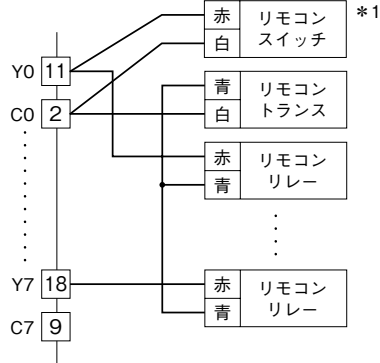 赤 リモコン *1
白 スイッチ
Y0 11
青 リモコン
C0 2
白 トランス
赤 リモコン
青 リレー
Y7 18
赤 リモコン
青 リレー
C7 9